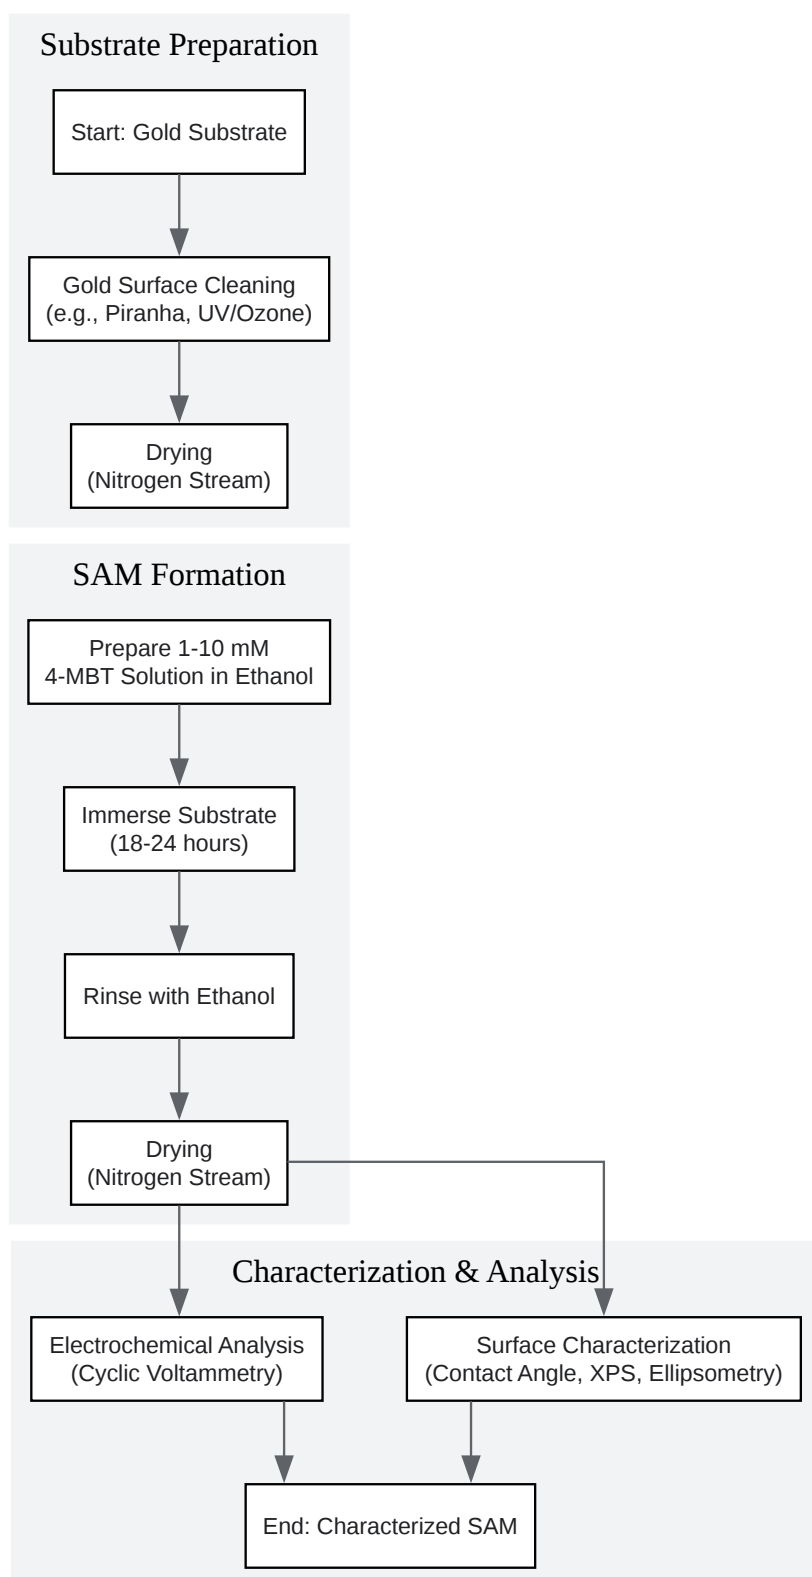 Substrate Preparation
Start: Gold Substrate
Gold Surface Cleaning
(e.g., Piranha, UV/Ozone)
Drying
(Nitrogen Stream)
SAM Formation
Prepare 1-10 mM
4-MBT Solution in Ethanol
Immerse Substrate
(18-24 hours)
Rinse with Ethanol
Drying
(Nitrogen Stream)
Characterization & Analysis
Electrochemical Analysis
(Cyclic Voltammetry)
Surface Characterization
(Contact Angle, XPS, Ellipsometry)
End: Characterized SAM